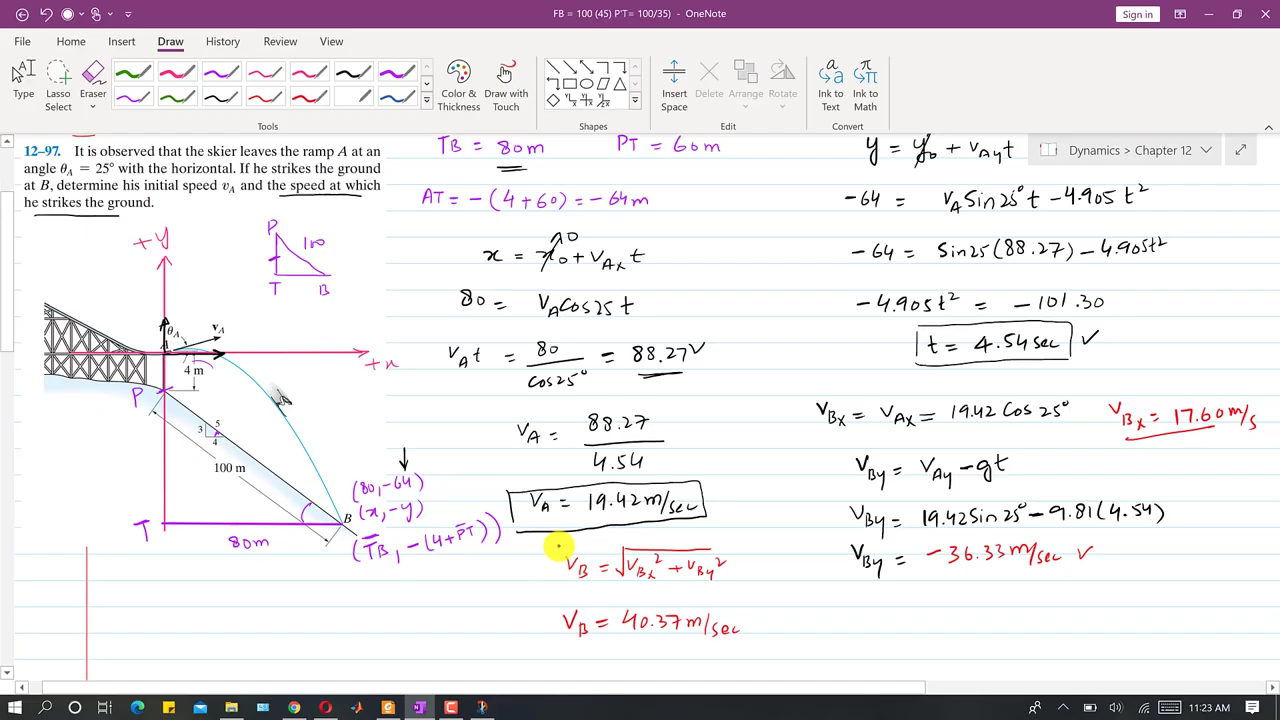 FB = 100 (45) P'T= 100/35) - OneNote
Sign in
File Home Insert Draw History Review View
Type
Lasso Select
Eraser
Color & Thickness
Draw with Touch
Insert Space
Delete
Arrange
Rotate
Ink to Text
Ink to Math
Tools
Shapes
Edit
Convert
Dynamics > Chapter 12
12–97. It is observed that the skier leaves the ramp A at an
angle θA = 25° with the horizontal. If he strikes the ground
at B, determine his initial speed vA and the speed at which
he strikes the ground.
+Y
P
100
T B
A
θA
vA
+x
4 m
P
3 5 4
100 m
T
80m
B
(80,-64)
(x,-y)
(TB, -(4+PT))
TB = 80m PT = 60m
AT = -(4+60) = -64m
x = x0 + VAx t
0
80 = VA Cos25 t
VA t = 80 / cos25° = 88.27 ✓
VA = 88.27 / 4.54
VA = 19.42 m/sec
VB = √VBx² + VBy²
VB = 40.37 m/sec
y = y0 + VAy t
-64 = VA Sin25° t - 4.905 t²
-64 = Sin25 (88.27) - 4.905t²
-4.905t² = -101.30
t = 4.54 sec ✓
VBx = VAx = 19.42 Cos 25°
VBx = 17.60 m/s
VBy = VAy - gt
VBy = 19.42 Sin 25° - 9.81 (4.54)
VBy = -36.33 m/sec ✓
11:23 AM